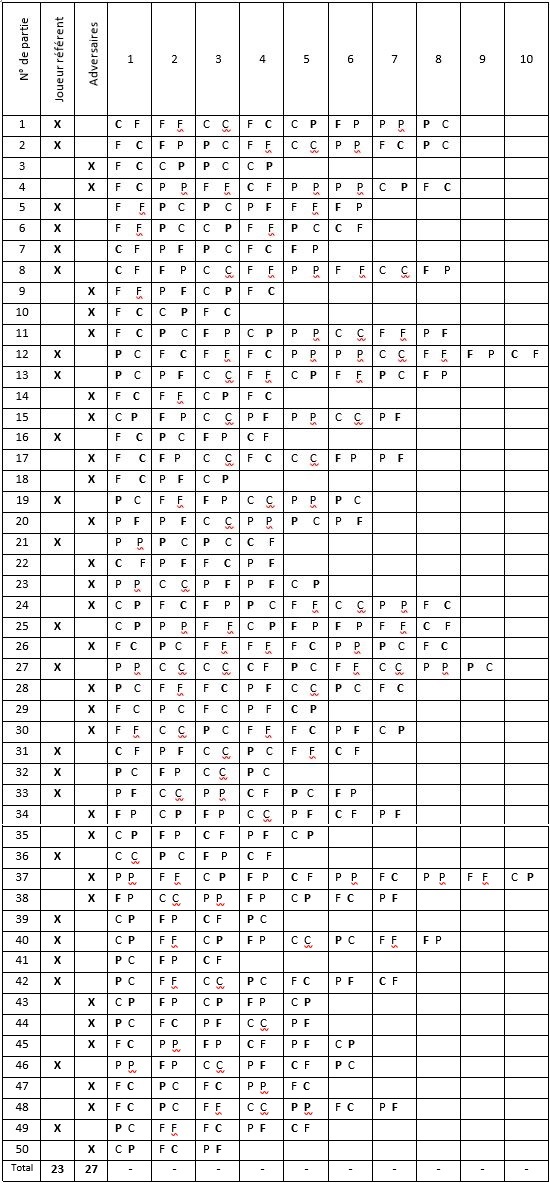 N° de partie Joueur référent Adversaires 1 2 3 4 5 6 7 8 9 10
1 X C F F F C C F C C P F P P P P C
2 X F C F P P C F F C C P P F C P C
3 X F C C P P C C P
4 X F C P P F F C F P P P P C P F C
5 X F F P C P C P F F F F P
6 X F F P C C P F F P C C F
7 X C F P F P C F C F P
8 X C F F P C C F F P P F F C C F P
9 X F F P F C P F C
10 X F C C P F C
11 X F C P C F P C P P P C C F F P F
12 X P C F C F F F C P P P P C C F F F P C F
13 X P C P F C C F F C P F F P C F P
14 X F C F F C P F C
15 X C P F P C C P F P P C C P F
16 X F C P C F P C F
17 X F C F P C C F C C C F P P F
18 X F C P F C P
19 X P C F F F P C C P P P C
20 X P F P F C C P P P C P F
21 X P P P C P C C F
22 X C F P F F C P F
23 X P P C C P F P F C P
24 X C P F C F P P C F F C C P P F C
25 X C P P P F F C P F P F P F F C F
26 X F C P C F F F F F C P P P C F C
27 X P P C C C C C F P C F F C C P P P C
28 X P C F F F C P F C C P C F C
29 X F C P C F C P F C P
30 X F F C C P C F F F C P F C P
31 X C F P F C C P C F F C F
32 X P C F P C C P C
33 X P F C C P P C F P C F P
34 X F P C P F P C C P F C F P F
35 X C P F P C F P F C P
36 X C C P C F P C F
37 X P P F F C P F P C F P P F C P P F F C P
38 X F P C C P P F P C P F C P F
39 X C P F P C F P C
40 X C P F F C P F P C C P C F F F P
41 X P C F P C F
42 X P C F F C C P C F C P F C F
43 X C P F P C P F P C P
44 X P C F C P F C C P F
45 X F C P P F P C F P F C P
46 X P P F P C C P F C F P C
47 X F C P C F C P P F C
48 X F C P C F F C C P P F C P F
49 X P C F F F C P F C F
50 X C P F C P F
Total 23 27 - - - - - - - - - -